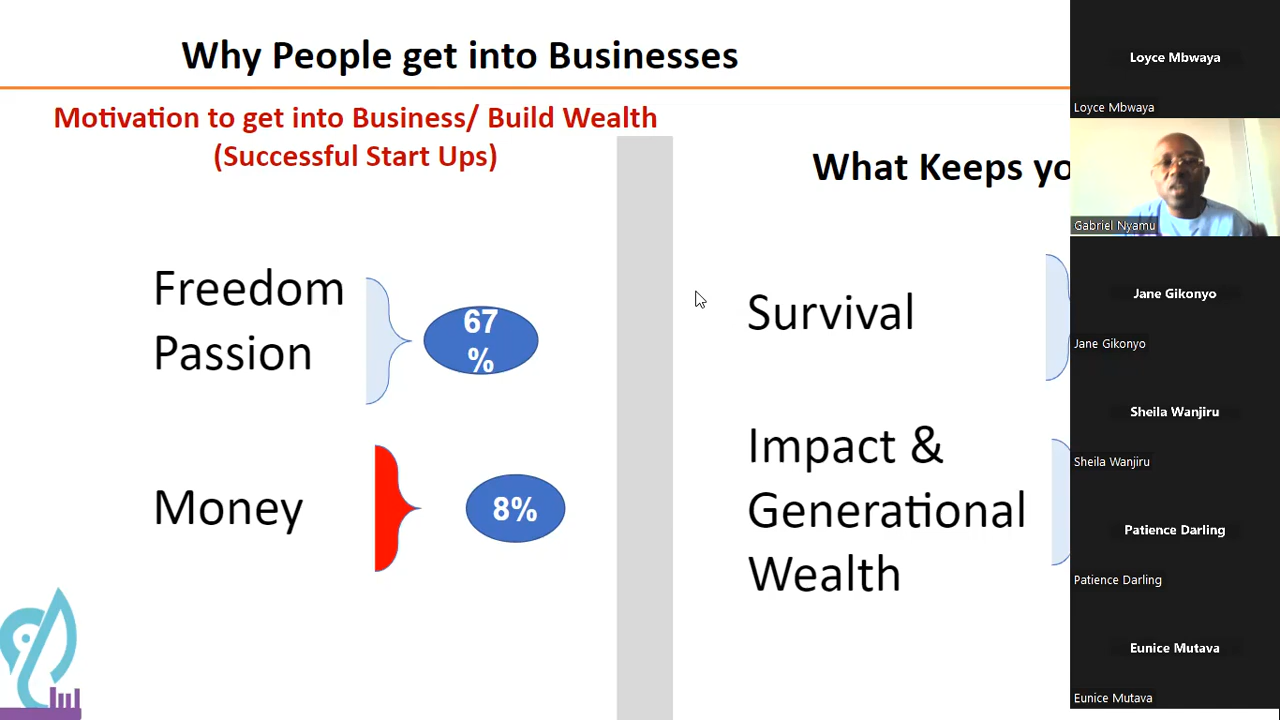 Why People get into Businesses
Motivation to get into Business/ Build Wealth
(Successful Start Ups)
Freedom
Passion
67
%
Money
8%
What Keeps yo
Survival
Impact &
Generational
Wealth
Loyce Mbwaya
Loyce Mbwaya
Gabriel Nyamu
Jane Gikonyo
Jane Gikonyo
Sheila Wanjiru
Sheila Wanjiru
Patience Darling
Patience Darling
Eunice Mutava
Eunice Mutava